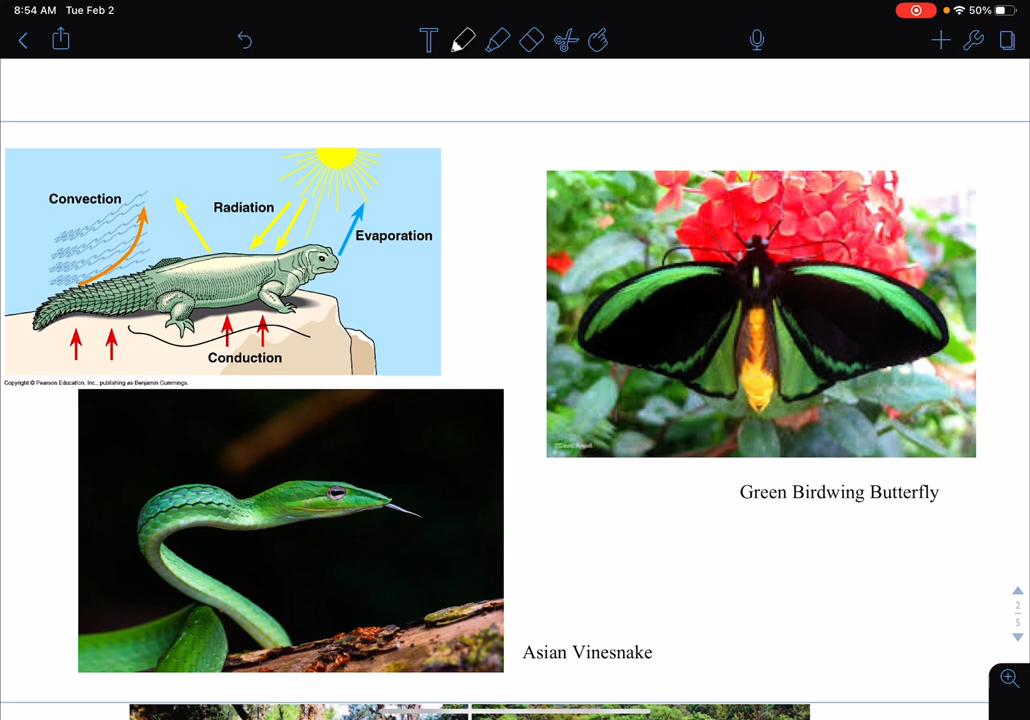 8:54 AM Tue Feb 2
50%
Convection
Radiation
Evaporation
Conduction
Copyright © Pearson Education, Inc., publishing as Benjamin Cummings.
Green Birdwing Butterfly
Asian Vinesnake
2
5